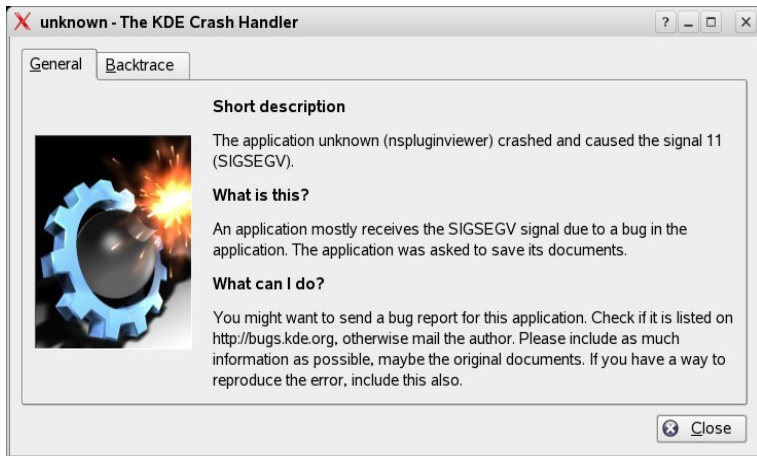 unknown - The KDE Crash Handler
General Backtrace
Short description
The application unknown (nspluginviewer) crashed and caused the signal 11
(SIGSEGV).
What is this?
An application mostly receives the SIGSEGV signal due to a bug in the
application. The application was asked to save its documents.
What can I do?
You might want to send a bug report for this application. Check if it is listed on
http://bugs.kde.org, otherwise mail the author. Please include as much
information as possible, maybe the original documents. If you have a way to
reproduce the error, include this also.
Close